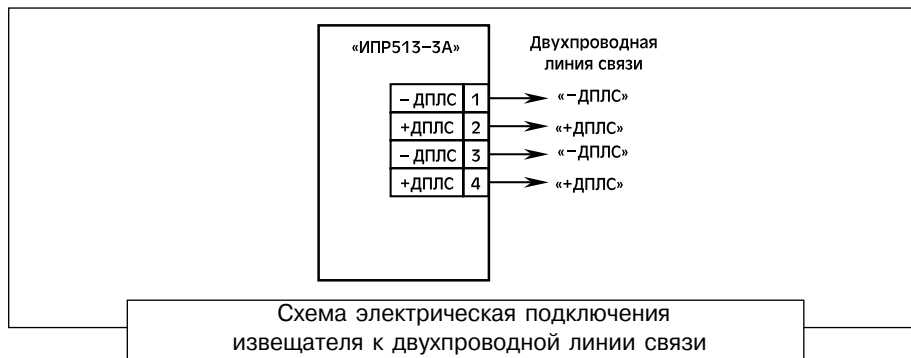 «ИПР513-3А»
Двухпроводная
линия связи
- ДПЛС 1 «-ДПЛС»
+ДПЛС 2 «+ДПЛС»
- ДПЛС 3 «-ДПЛС»
+ДПЛС 4 «+ДПЛС»
Схема электрическая подключения
извещателя к двухпроводной линии связи